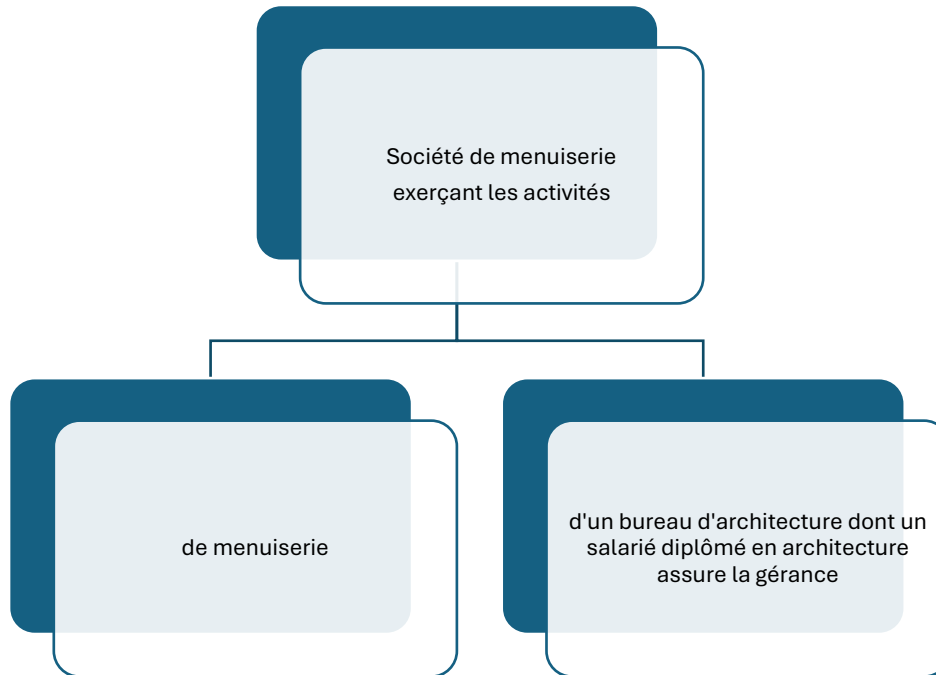 Société de menuiserie
exerçant les activités
de menuiserie
d'un bureau d'architecture dont un
salarié diplômé en architecture
assure la gérance